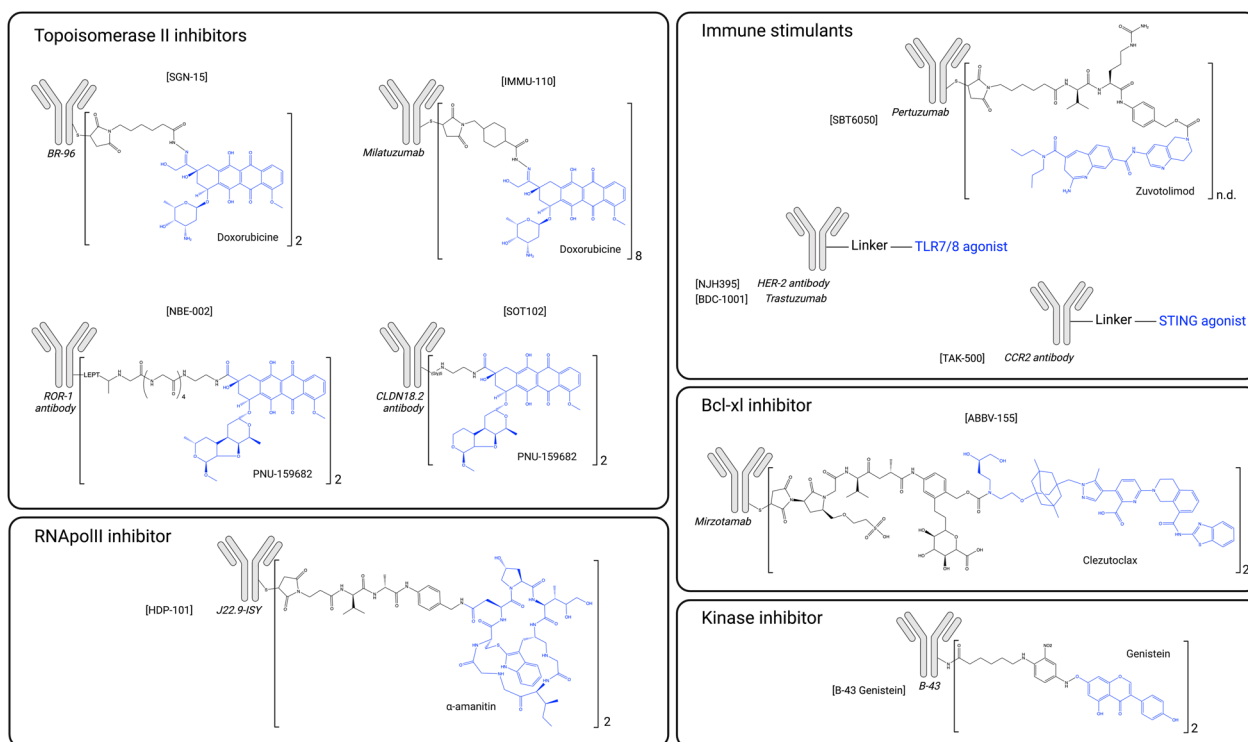 Topoisomerase II inhibitors
[SGN-15]
BR-96
Doxorubicine
2
[IMMU-110]
Milatuzumab
Doxorubicine
8
[NBE-002]
LEPT
ROR-1
antibody
4
PNU-159682
2
[SOT102]
CLDN18.2
antibody
PNU-159682
2
RNApolII inhibitor
[HDP-101]
J22.9-ISY
α-amanitin
2
Immune stimulants
[SBT6050]
Pertuzumab
Zuvotolimod
n.d.
Linker
TLR7/8 agonist
[NJH395]
HER-2 antibody
[BDC-1001]
Trastuzumab
Linker
STING agonist
[TAK-500]
CCR2 antibody
Bcl-xl inhibitor
[ABBV-155]
Mirzotamab
Clezutoclax
2
Kinase inhibitor
[B-43 Genistein]
B-43
NO2
Genistein
2